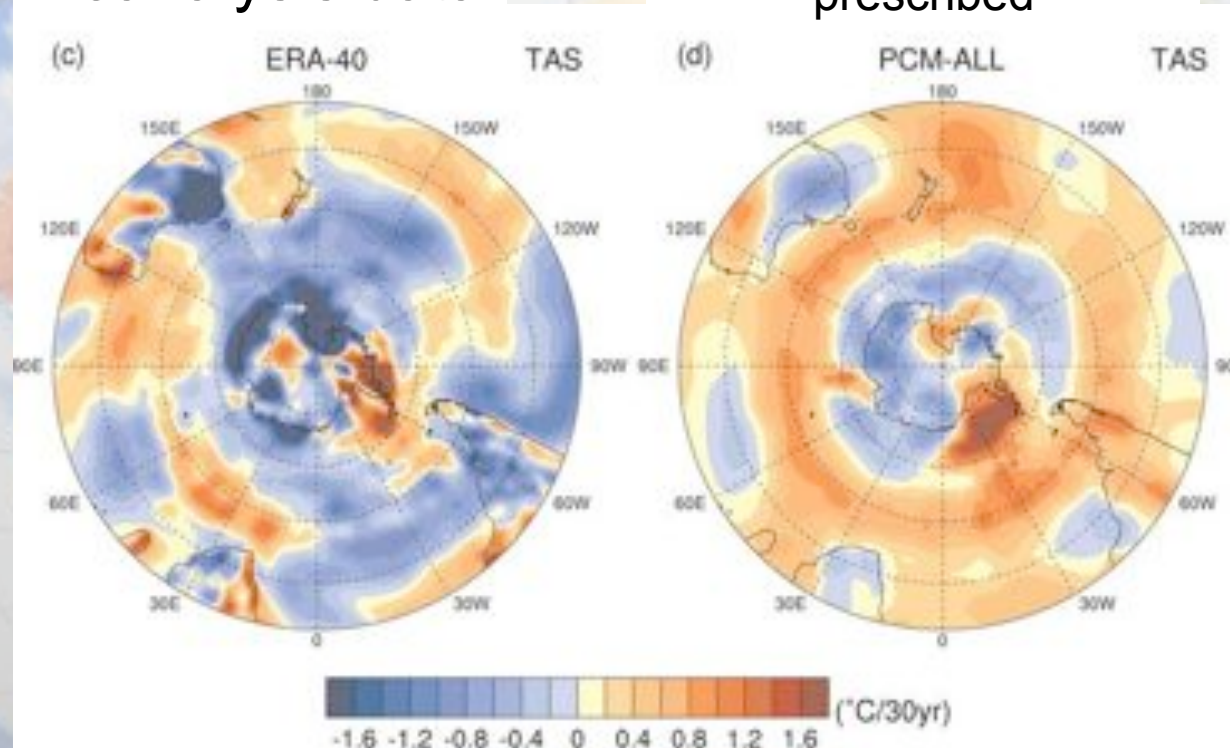 prescribed
(c) ERA-40 TAS
(d) PCM-ALL TAS
180
150E 150W
120E 120W
90E 90W
60E 60W
30E 30W
0
180
150E 150W
120E 120W
90E
60E 60W
30E 30W
0
-1.6 -1.2 -0.8 -0.4 0 0.4 0.8 1.2 1.6 (°C/30yr)